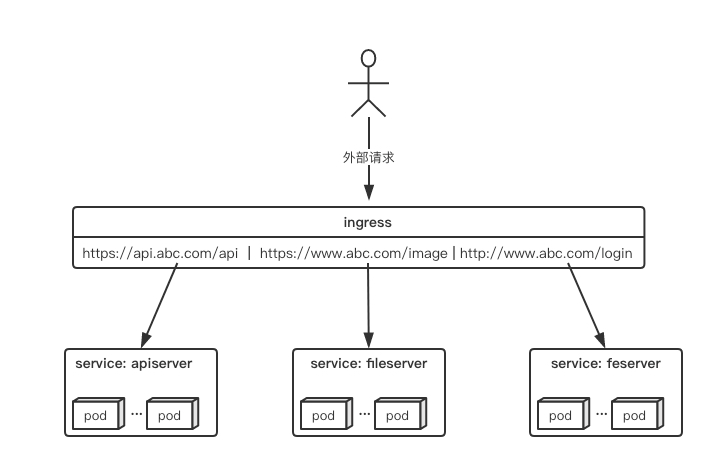 外部请求
ingress
https://api.abc.com/api | https://www.abc.com/image | http://www.abc.com/login
service: apiserver
pod ... pod
service: fileserver
pod ... pod
service: feserver
pod ... pod